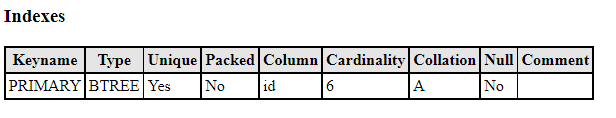 Indexes
Keyname Type Unique Packed Column Cardinality Collation Null Comment
PRIMARY BTREE Yes No id 6 A No